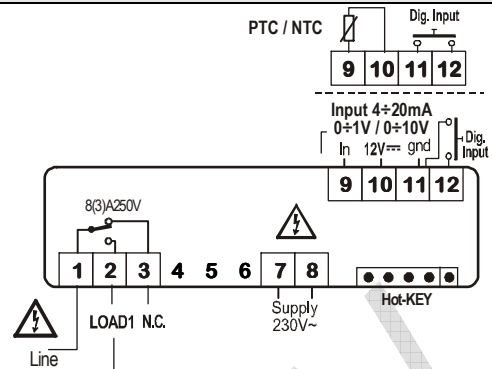 PTC / NTC
Dig. Input
9 10 11 12
Input 4÷20mA
0÷1V / 0÷10V
In 12V⎓ gnd
Dig.
Input
9 10 11 12
8(3)A250V
1 2 3 4 5 6 7 8
Hot-KEY
LOAD1 N.C.
Supply
230V~
Line